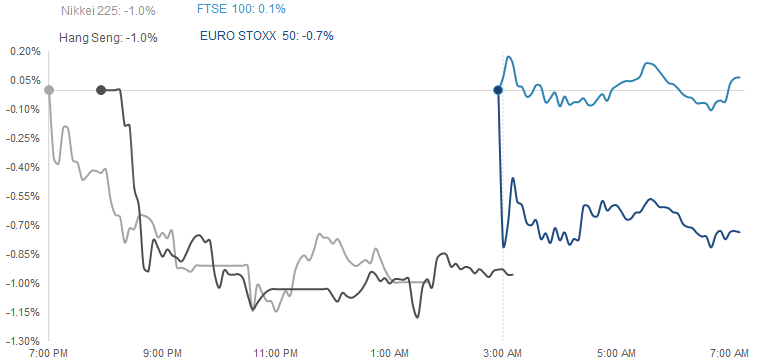 Nikkei 225: -1.0%
FTSE 100: 0.1%
Hang Seng: -1.0%
EURO STOXX 50: -0.7%
0.20%
0.05%
-0.10%
-0.25%
-0.40%
-0.55%
-0.70%
-0.85%
-1.00%
-1.15%
-1.30%
7:00 PM
9:00 PM
11:00 PM
1:00 AM
3:00 AM
5:00 AM
7:00 AM